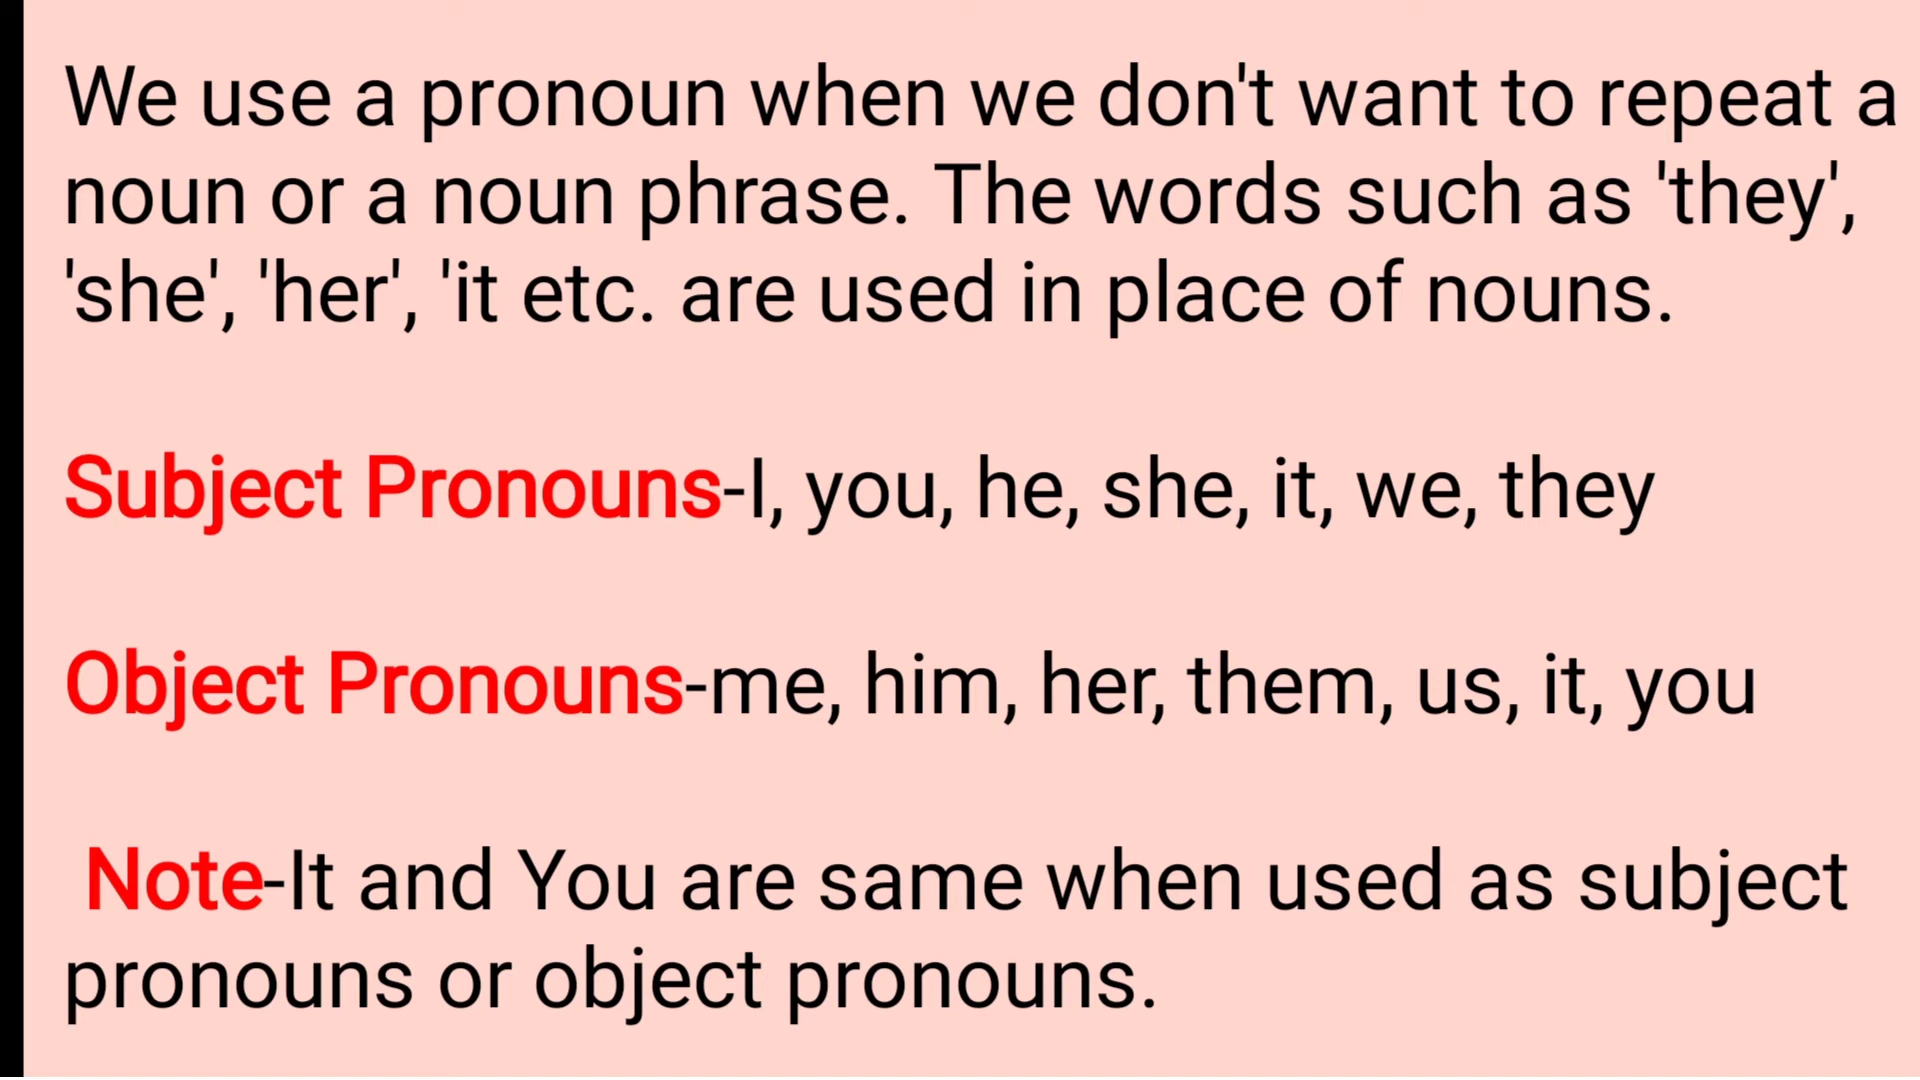 We use a pronoun when we don't want to repeat a
noun or a noun phrase. The words such as 'they',
'she', 'her', 'it etc. are used in place of nouns.
Subject Pronouns-I, you, he, she, it, we, they
Object Pronouns-me, him, her, them, us, it, you
Note-It and You are same when used as subject
pronouns or object pronouns.